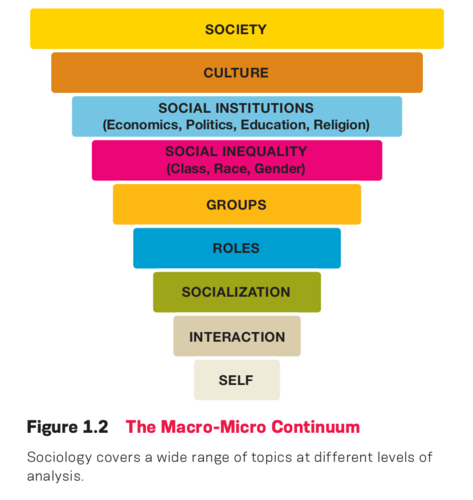 SOCIETY
CULTURE
SOCIAL INSTITUTIONS
(Economics, Politics, Education, Religion)
SOCIAL INEQUALITY
(Class, Race, Gender)
GROUPS
ROLES
SOCIALIZATION
INTERACTION
SELF
Figure 1.2 The Macro-Micro Continuum
Sociology covers a wide range of topics at different levels of
analysis.